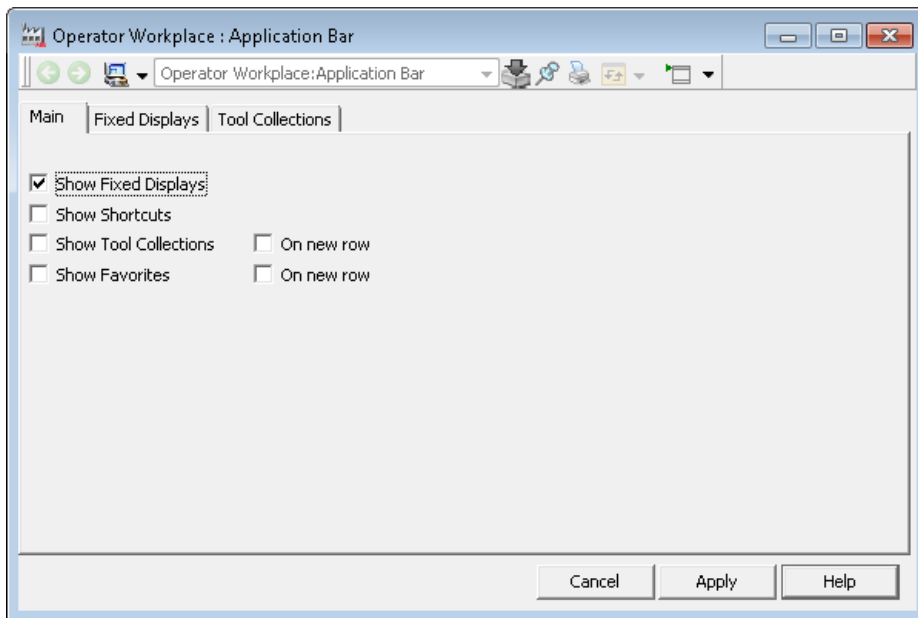 Operator Workplace : Application Bar
Operator Workplace:Application Bar
Main Fixed Displays Tool Collections
Show Fixed Displays
Show Shortcuts
Show Tool Collections On new row
Show Favorites On new row
Cancel Apply Help